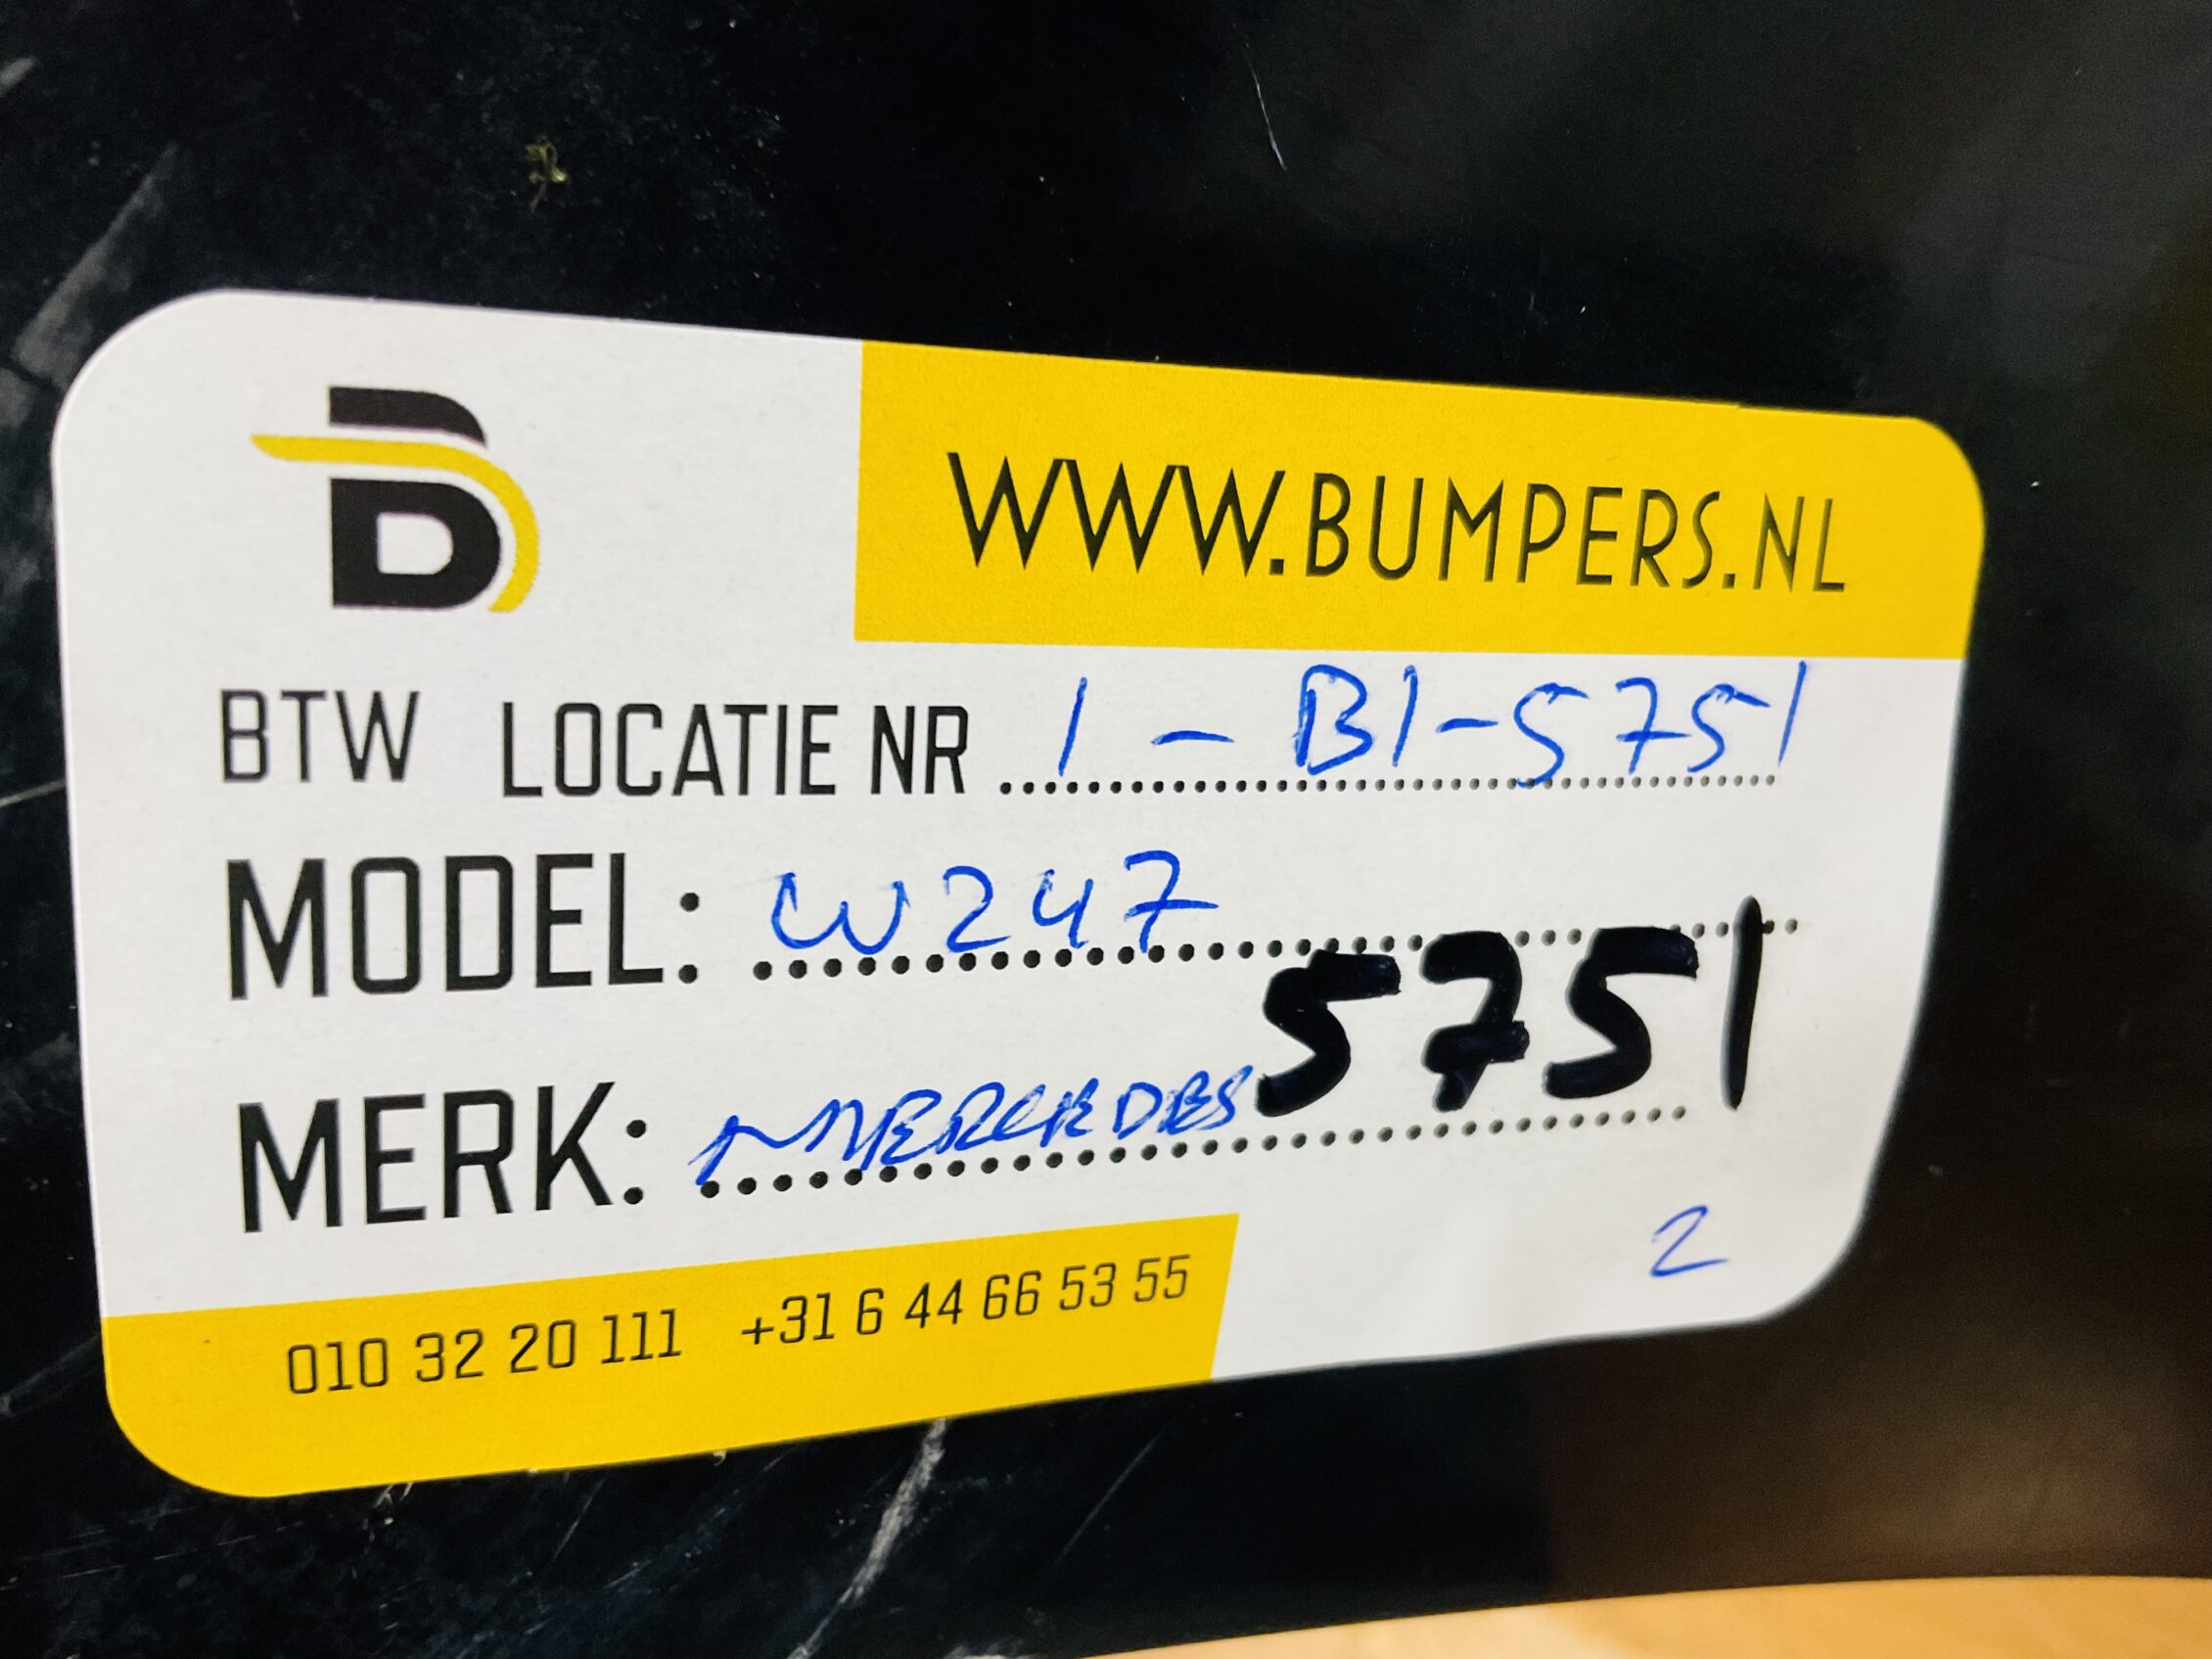 B
WWW.BUMPERS.NL
BTW LOCATIE NR 1 - B1-5751
MODEL: W247
5751
MERK: MERCEDES
2
010 32 20 111 +31 6 44 66 53 55